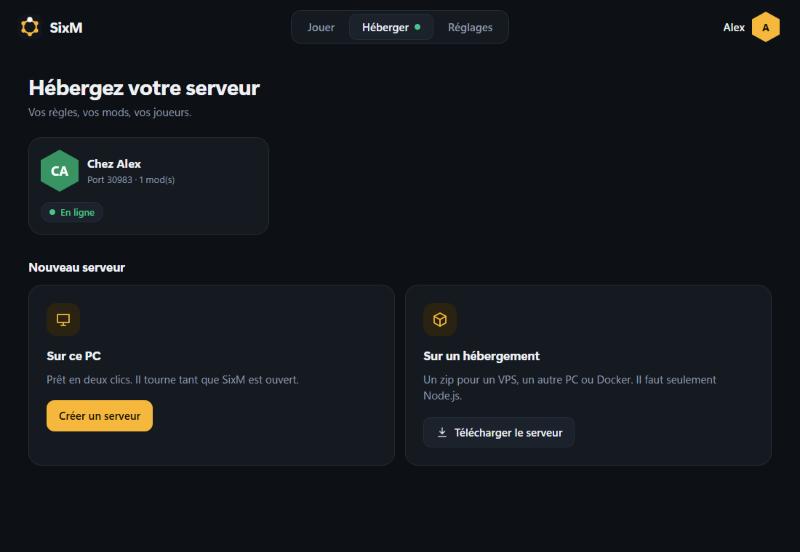 SixM
Jouer
Héberger
Réglages
Alex
A
Hébergez votre serveur
Vos règles, vos mods, vos joueurs.
CA
Chez Alex
Port 30983 · 1 mod(s)
En ligne
Nouveau serveur
Sur ce PC
Prêt en deux clics. Il tourne tant que SixM est ouvert.
Créer un serveur
Sur un hébergement
Un zip pour un VPS, un autre PC ou Docker. Il faut seulement
Node.js.
Télécharger le serveur